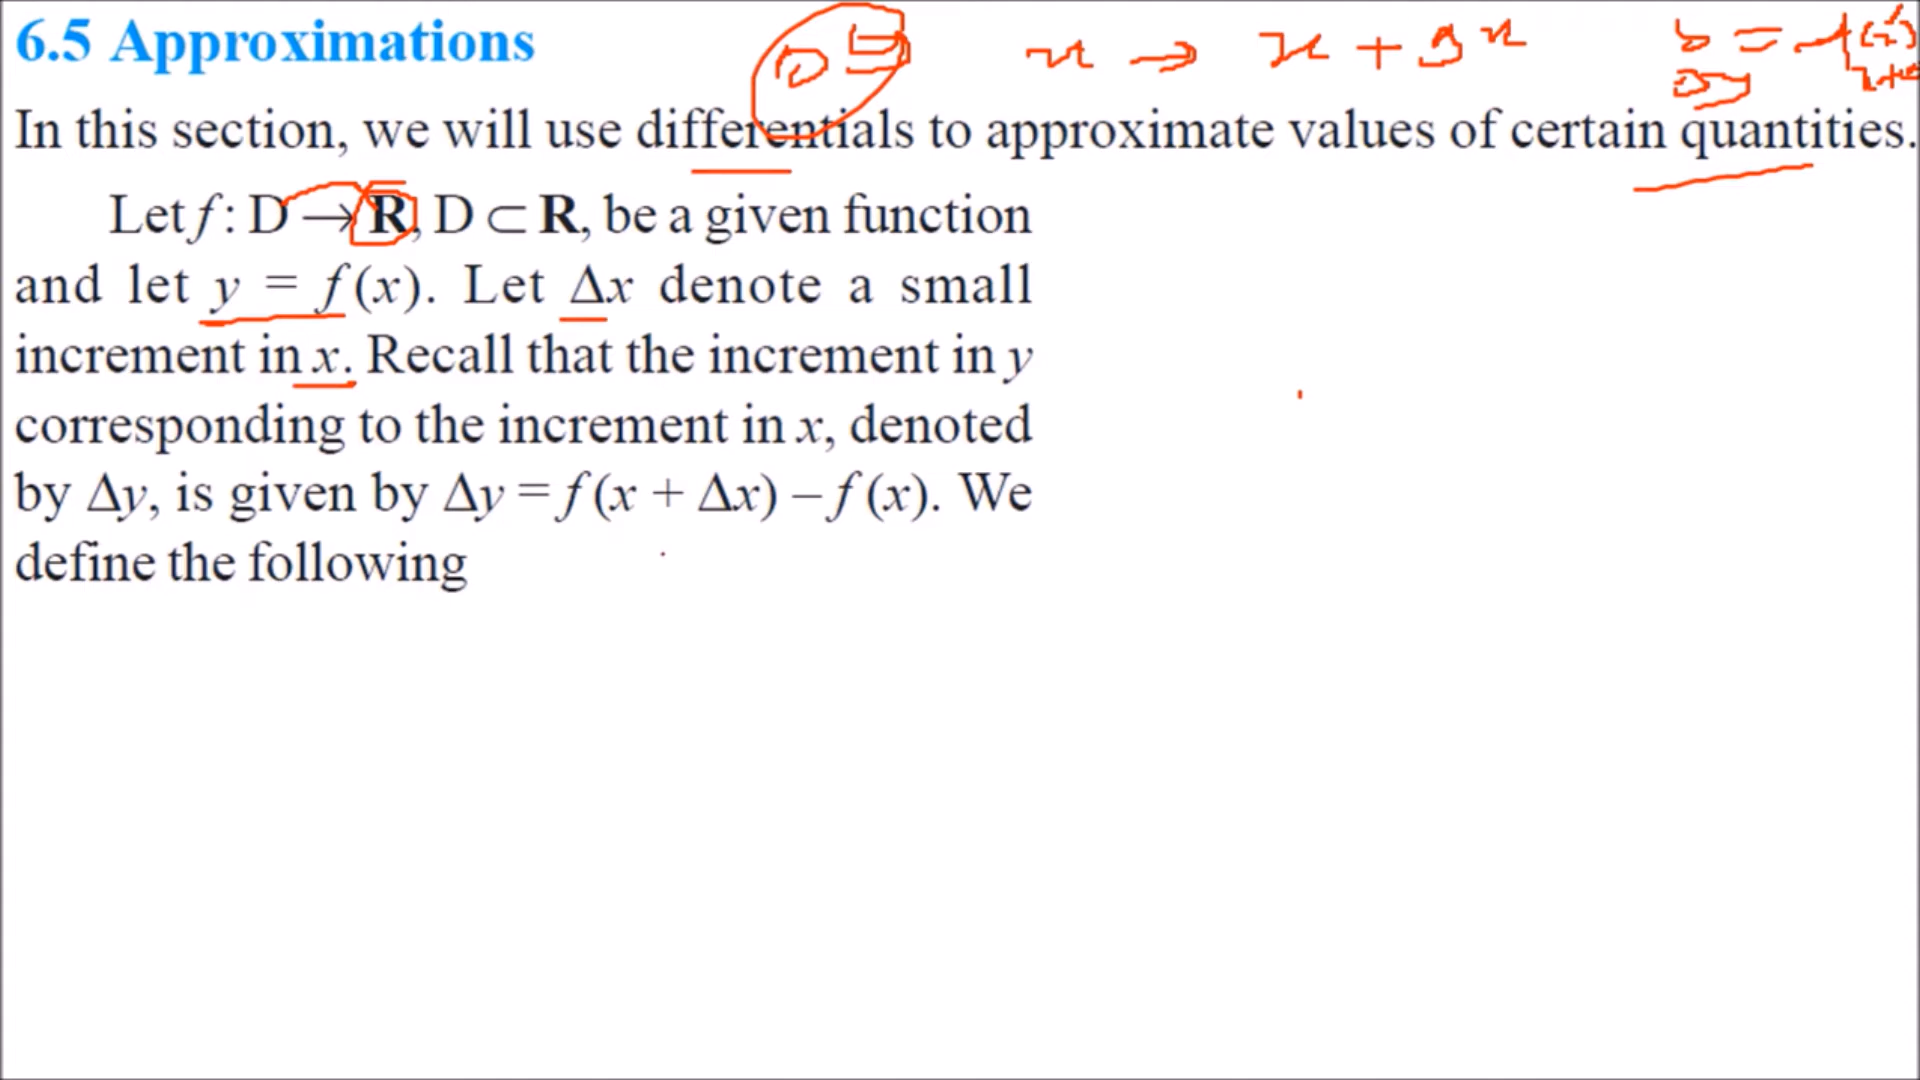 6.5 Approximations
x → x + 9x
In this section, we will use differentials to approximate values of certain quantities.
Let f : D → R, D ⊂ R, be a given function
and let y = f (x). Let Δx denote a small
increment in x. Recall that the increment in y
corresponding to the increment in x, denoted
by Δy, is given by Δy = f (x + Δx) – f (x). We
define the following